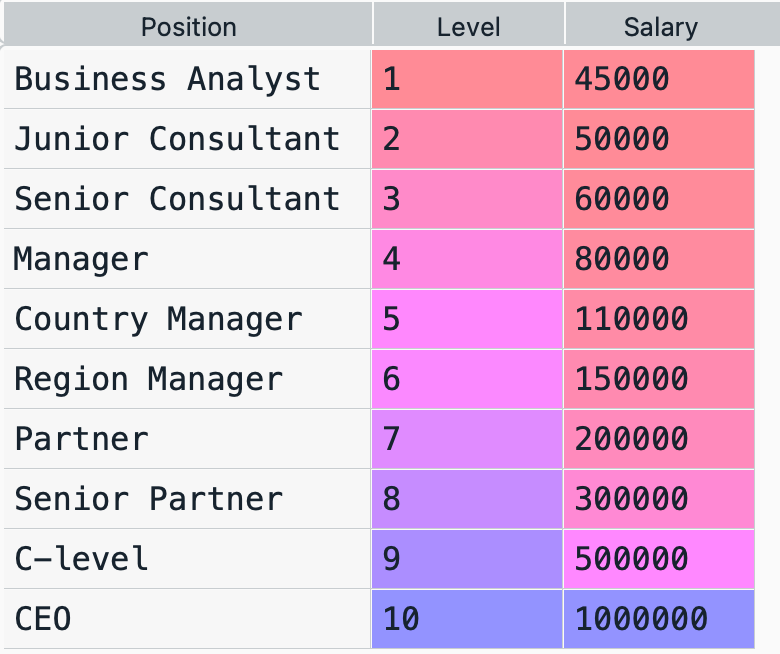 Position Level Salary
Business Analyst 1 45000
Junior Consultant 2 50000
Senior Consultant 3 60000
Manager 4 80000
Country Manager 5 110000
Region Manager 6 150000
Partner 7 200000
Senior Partner 8 300000
C-level 9 500000
CEO 10 1000000